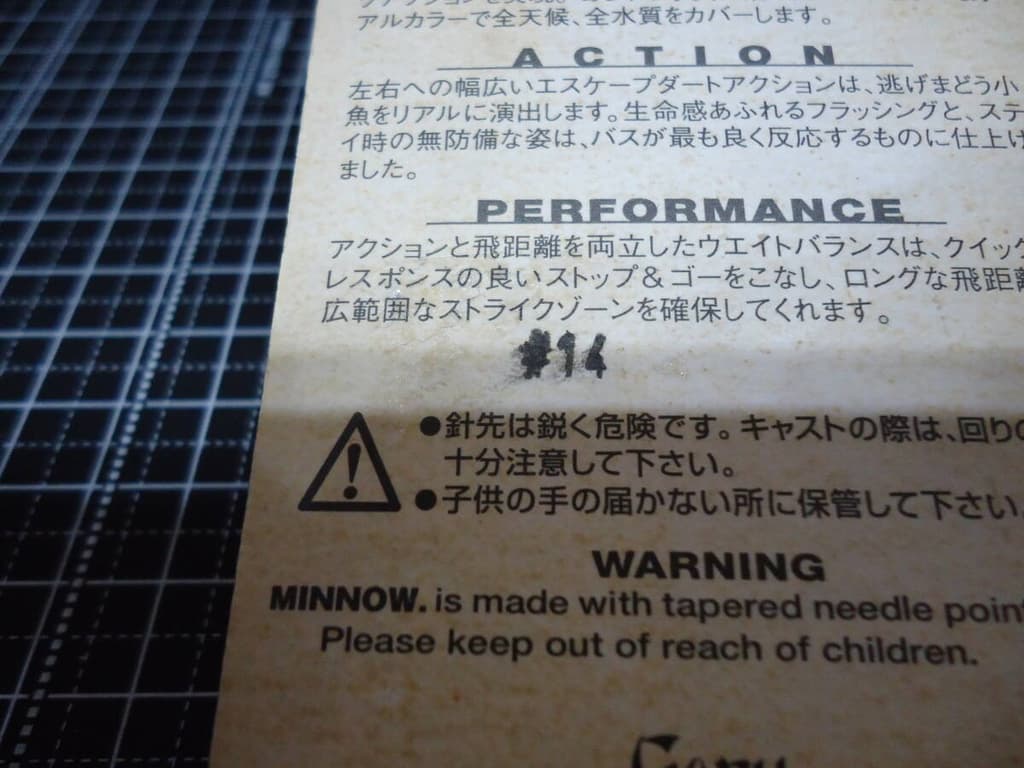 アルカラーで全天候、全水質をカバーします。
ACTION
左右への幅広いエスケープダートアクションは、逃げまどう小
魚をリアルに演出します。生命感あふれるフラッシングと、ステ
イ時の無防備な姿は、バスが最も良く反応するものに仕上げ
ました。
PERFORMANCE
アクションと飛距離を両立したウエイトバランスは、クイック
レスポンスの良いストップ&ゴーをこなし、ロングな飛距離
広範囲なストライクゾーンを確保してくれます。
#14
●針先は鋭く危険です。キャストの際は、回りの
十分注意して下さい。
●子供の手の届かない所に保管して下さい。
WARNING
MINNOW. is made with tapered needle poin
Please keep out of reach of children.
Gary